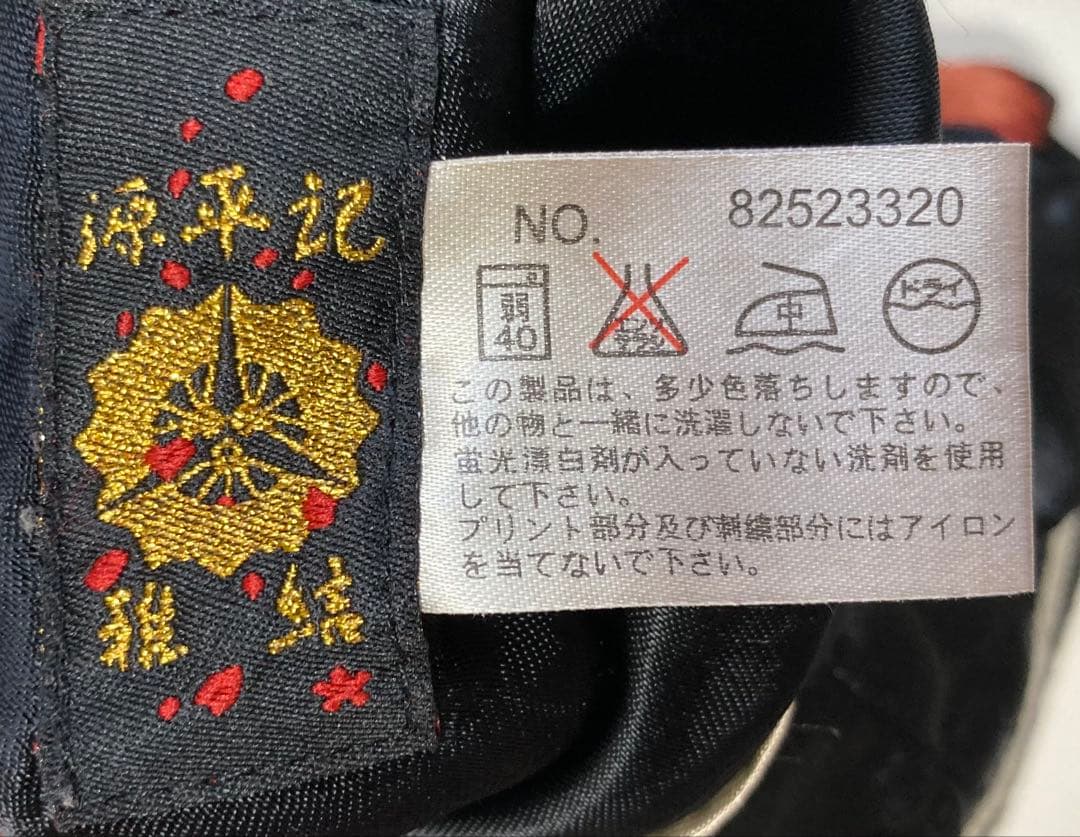 源平記
雅結
NO. 82523320
弱
40
エンソ
サラシ
中
ドライ
この製品は、多少色落ちしますので、
他の物と一緒に洗濯しないで下さい。
蛍光漂白剤が入っていない洗剤を使用
して下さい。
プリント部分及び刺繍部分にはアイロン
を当てないで下さい。